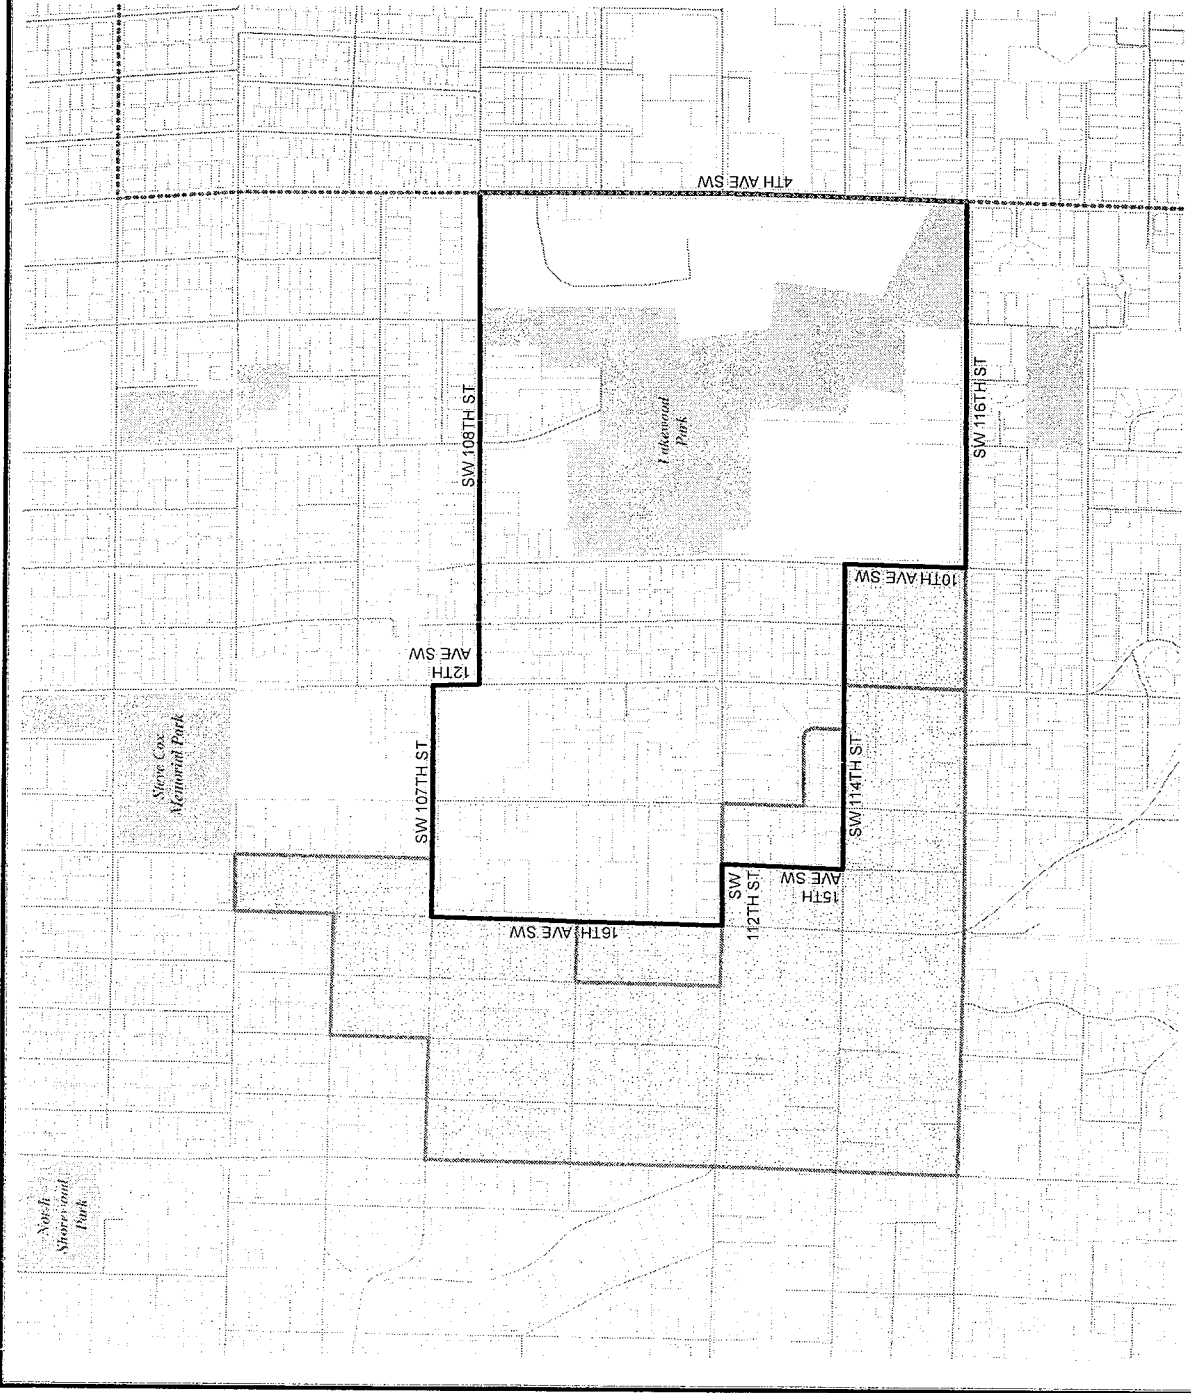 4TH AVE SW
SW 108TH ST
Lakewood
Park
SW 116TH ST
10TH AVE SW
12TH
AVE SW
Steve Cox
Memorial Park
SW 107TH ST
SW 114TH ST
15TH
AVE SW
SW
112TH ST
16TH AVE SW
North
Shorewood
Park